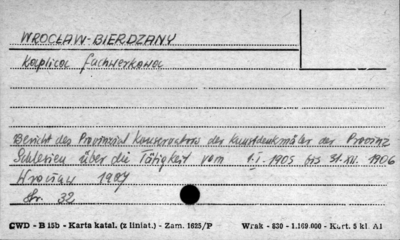 WROCŁAW-BIERDZANY
Kaplica fachwerkowa
Bericht des Provinzial Konservators der Kunstdenkmäler der Provinz
Schlesien über die Tätigkeit vom 1.I.1905 bis 31.XII.1906
Wrocław 1907
Str. 32
CWD - B 15b - Karta katal. (z liniat.) - Zam. 1625/P Wrak - 530 - 1.169.000 - Kart. 5 kl. A1